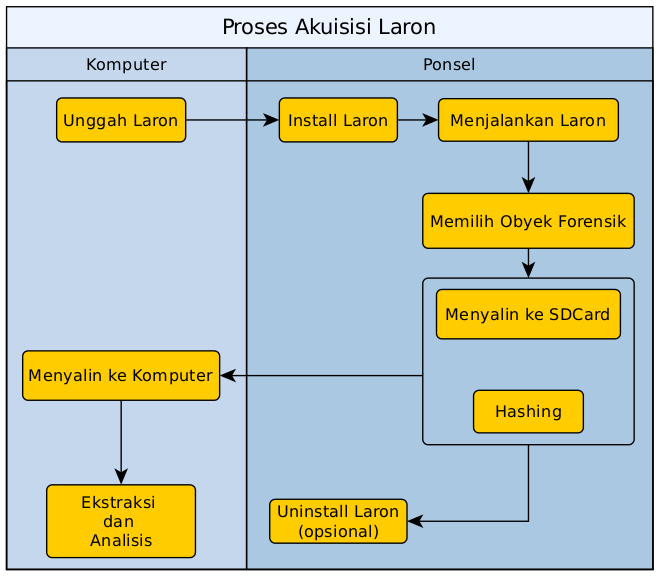 Proses Akuisisi Laron
Komputer
Ponsel
Unggah Laron
Install Laron
Menjalankan Laron
Memilih Obyek Forensik
Menyalin ke SDCard
Menyalin ke Komputer
Hashing
Ekstraksi
dan
Analisis
Uninstall Laron
(opsional)